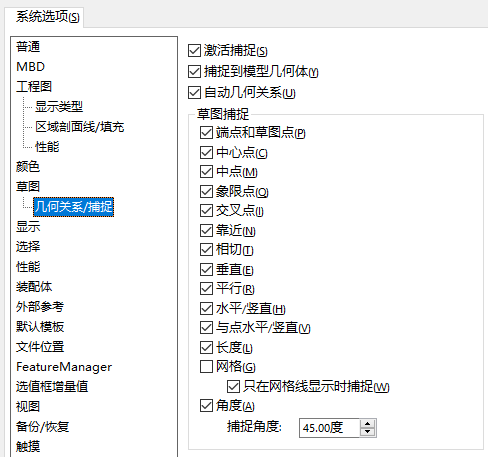 系统选项(S)
普通
MBD
工程图
显示类型
区域剖面线/填充
性能
颜色
草图
几何关系/捕捉
显示
选择
性能
装配体
外部参考
默认模板
文件位置
FeatureManager
选值框增量值
视图
备份/恢复
触摸
激活捕捉(S)
捕捉到模型几何体(Y)
自动几何关系(U)
草图捕捉
端点和草图点(P)
中心点(C)
中点(M)
象限点(Q)
交叉点(I)
靠近(N)
相切(T)
垂直(E)
平行(R)
水平/竖直(H)
与点水平/竖直(V)
长度(L)
网格(G)
只在网格线显示时捕捉(W)
角度(A)
捕捉角度: 45.00度